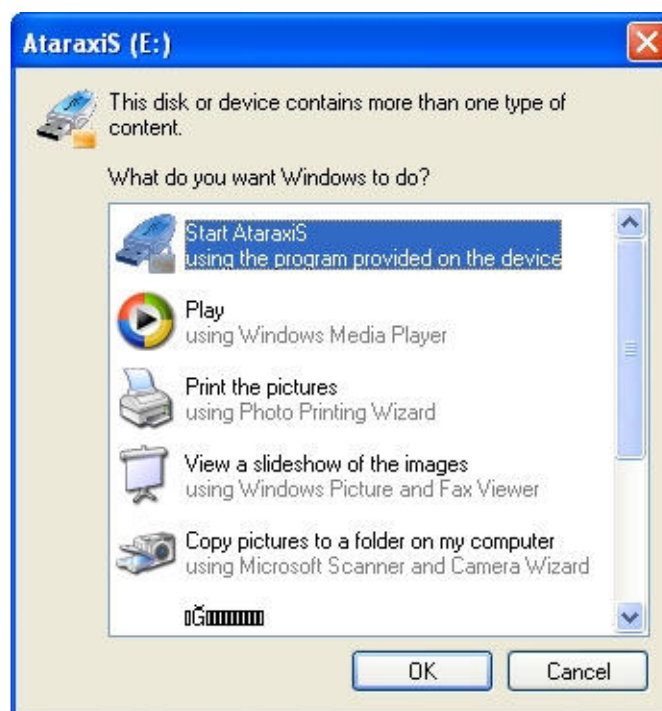 AtaraxiS (E:)
This disk or device contains more than one type of
content.
What do you want Windows to do?
Start AtaraxiS
using the program provided on the device
Play
using Windows Media Player
Print the pictures
using Photo Printing Wizard
View a slideshow of the images
using Windows Picture and Fax Viewer
Copy pictures to a folder on my computer
using Microsoft Scanner and Camera Wizard
OK
Cancel